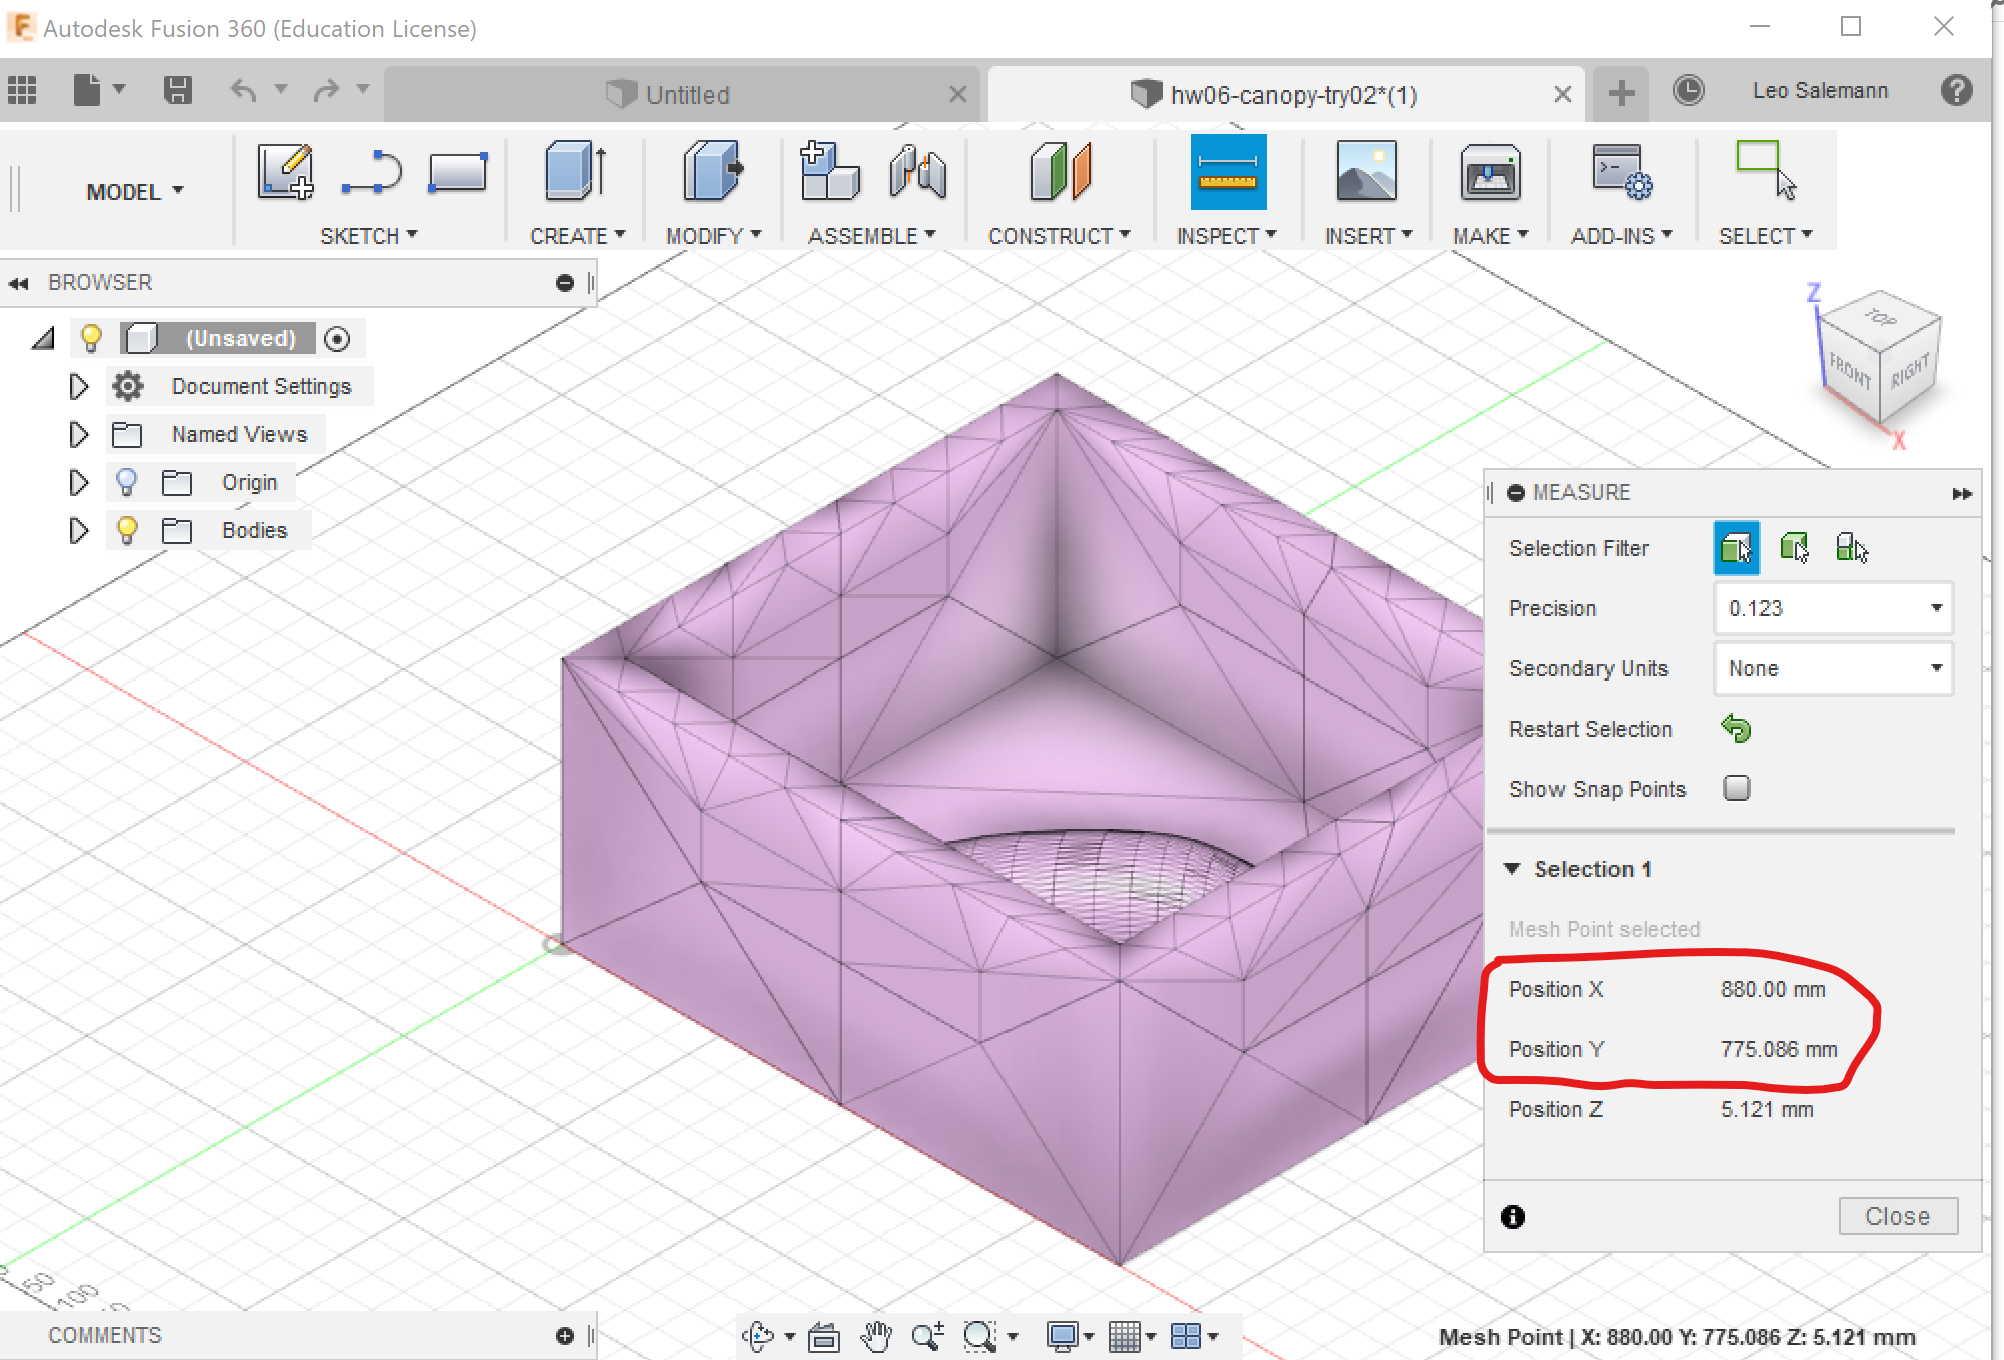 Autodesk Fusion 360 (Education License)
Untitled
hw06-canopy-try02*(1)
Leo Salemann
MODEL
SKETCH
CREATE
MODIFY
ASSEMBLE
CONSTRUCT
INSPECT
INSERT
MAKE
ADD-INS
SELECT
BROWSER
(Unsaved)
Document Settings
Named Views
Origin
Bodies
Z
TOP
FRONT
RIGHT
X
MEASURE
Selection Filter
Precision 0.123
Secondary Units None
Restart Selection
Show Snap Points
Selection 1
Mesh Point selected
Position X 880.00 mm
Position Y 775.086 mm
Position Z 5.121 mm
Close
50
100
COMMENTS
Mesh Point | X: 880.00 Y: 775.086 Z: 5.121 mm